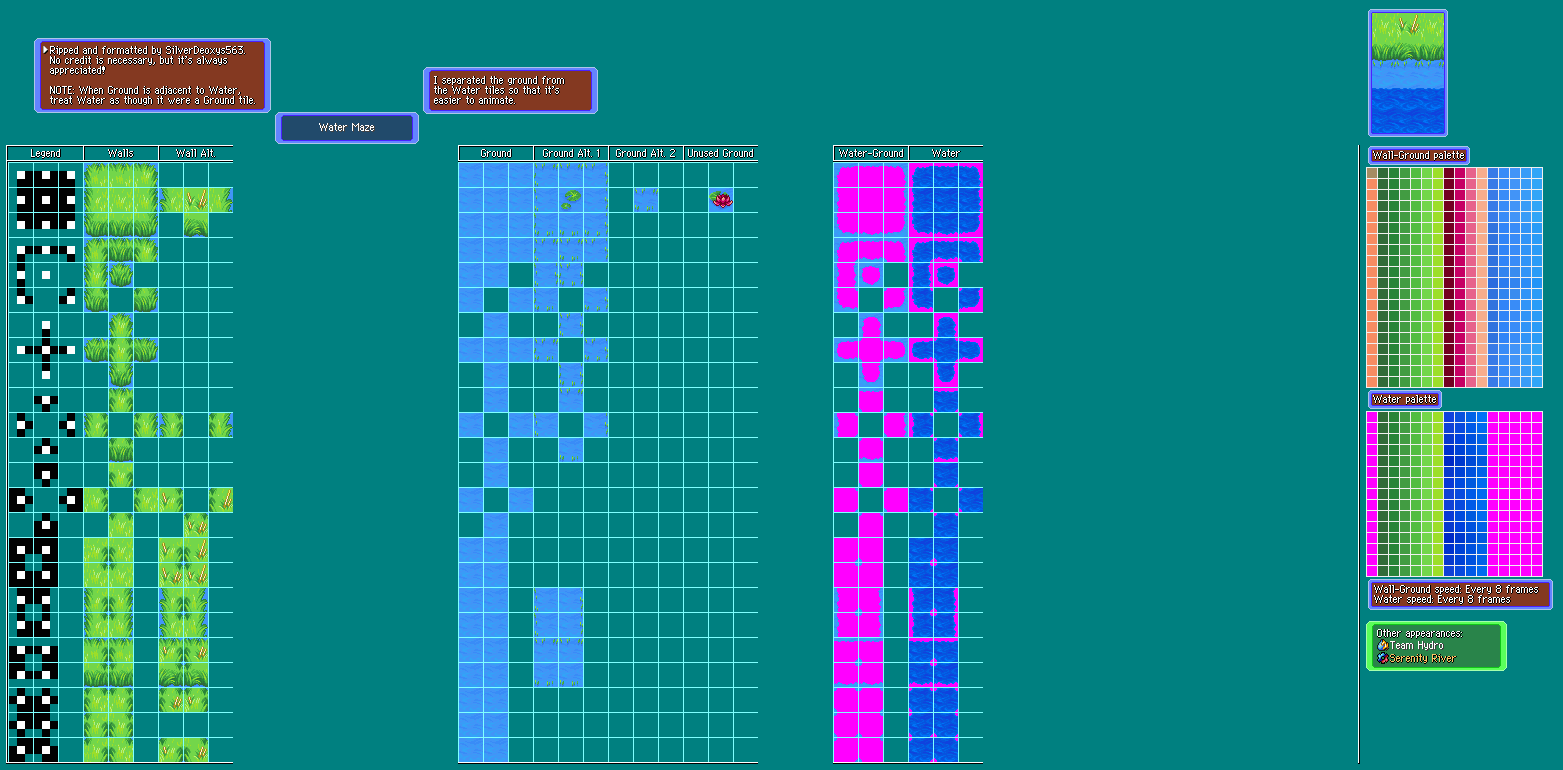 Ripped and formatted by SilverDeoxys563.
No credit is necessary, but it's always
appreciated!
NOTE: When Ground is adjacent to Water,
treat Water as though it were a Ground tile.
I separated the ground from
the Water tiles so that it's
easier to animate.
Water Maze
Legend
Walls
Wall Alt.
Ground
Ground Alt. 1
Ground Alt. 2
Unused Ground
Water-Ground
Water
Wall-Ground palette
Water palette
Wall-Ground speed: Every 8 frames
Water speed: Every 8 frames
Other appearances:
Team Hydro
Serenity River